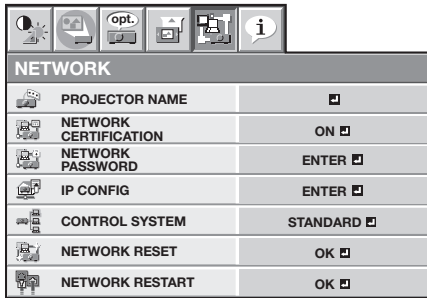 opt.
i
NETWORK
PROJECTOR NAME
NETWORK
CERTIFICATION
ON
NETWORK
PASSWORD
ENTER
IP CONFIG
ENTER
CONTROL SYSTEM
STANDARD
NETWORK RESET
OK
NETWORK RESTART
OK